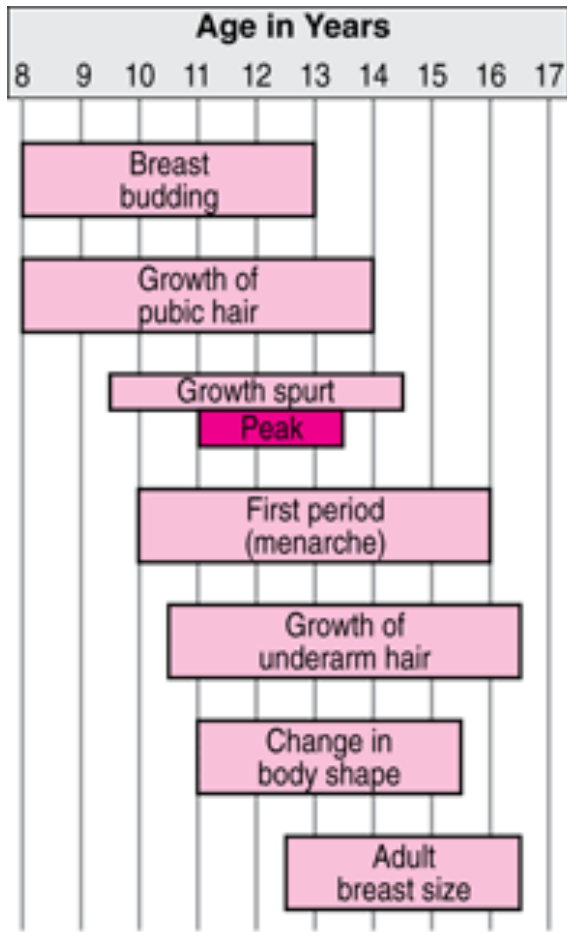 Age in Years
8 9 10 11 12 13 14 15 16 17
Breast
budding
Growth of
pubic hair
Growth spurt
Peak
First period
(menarche)
Growth of
underarm hair
Change in
body shape
Adult
breast size